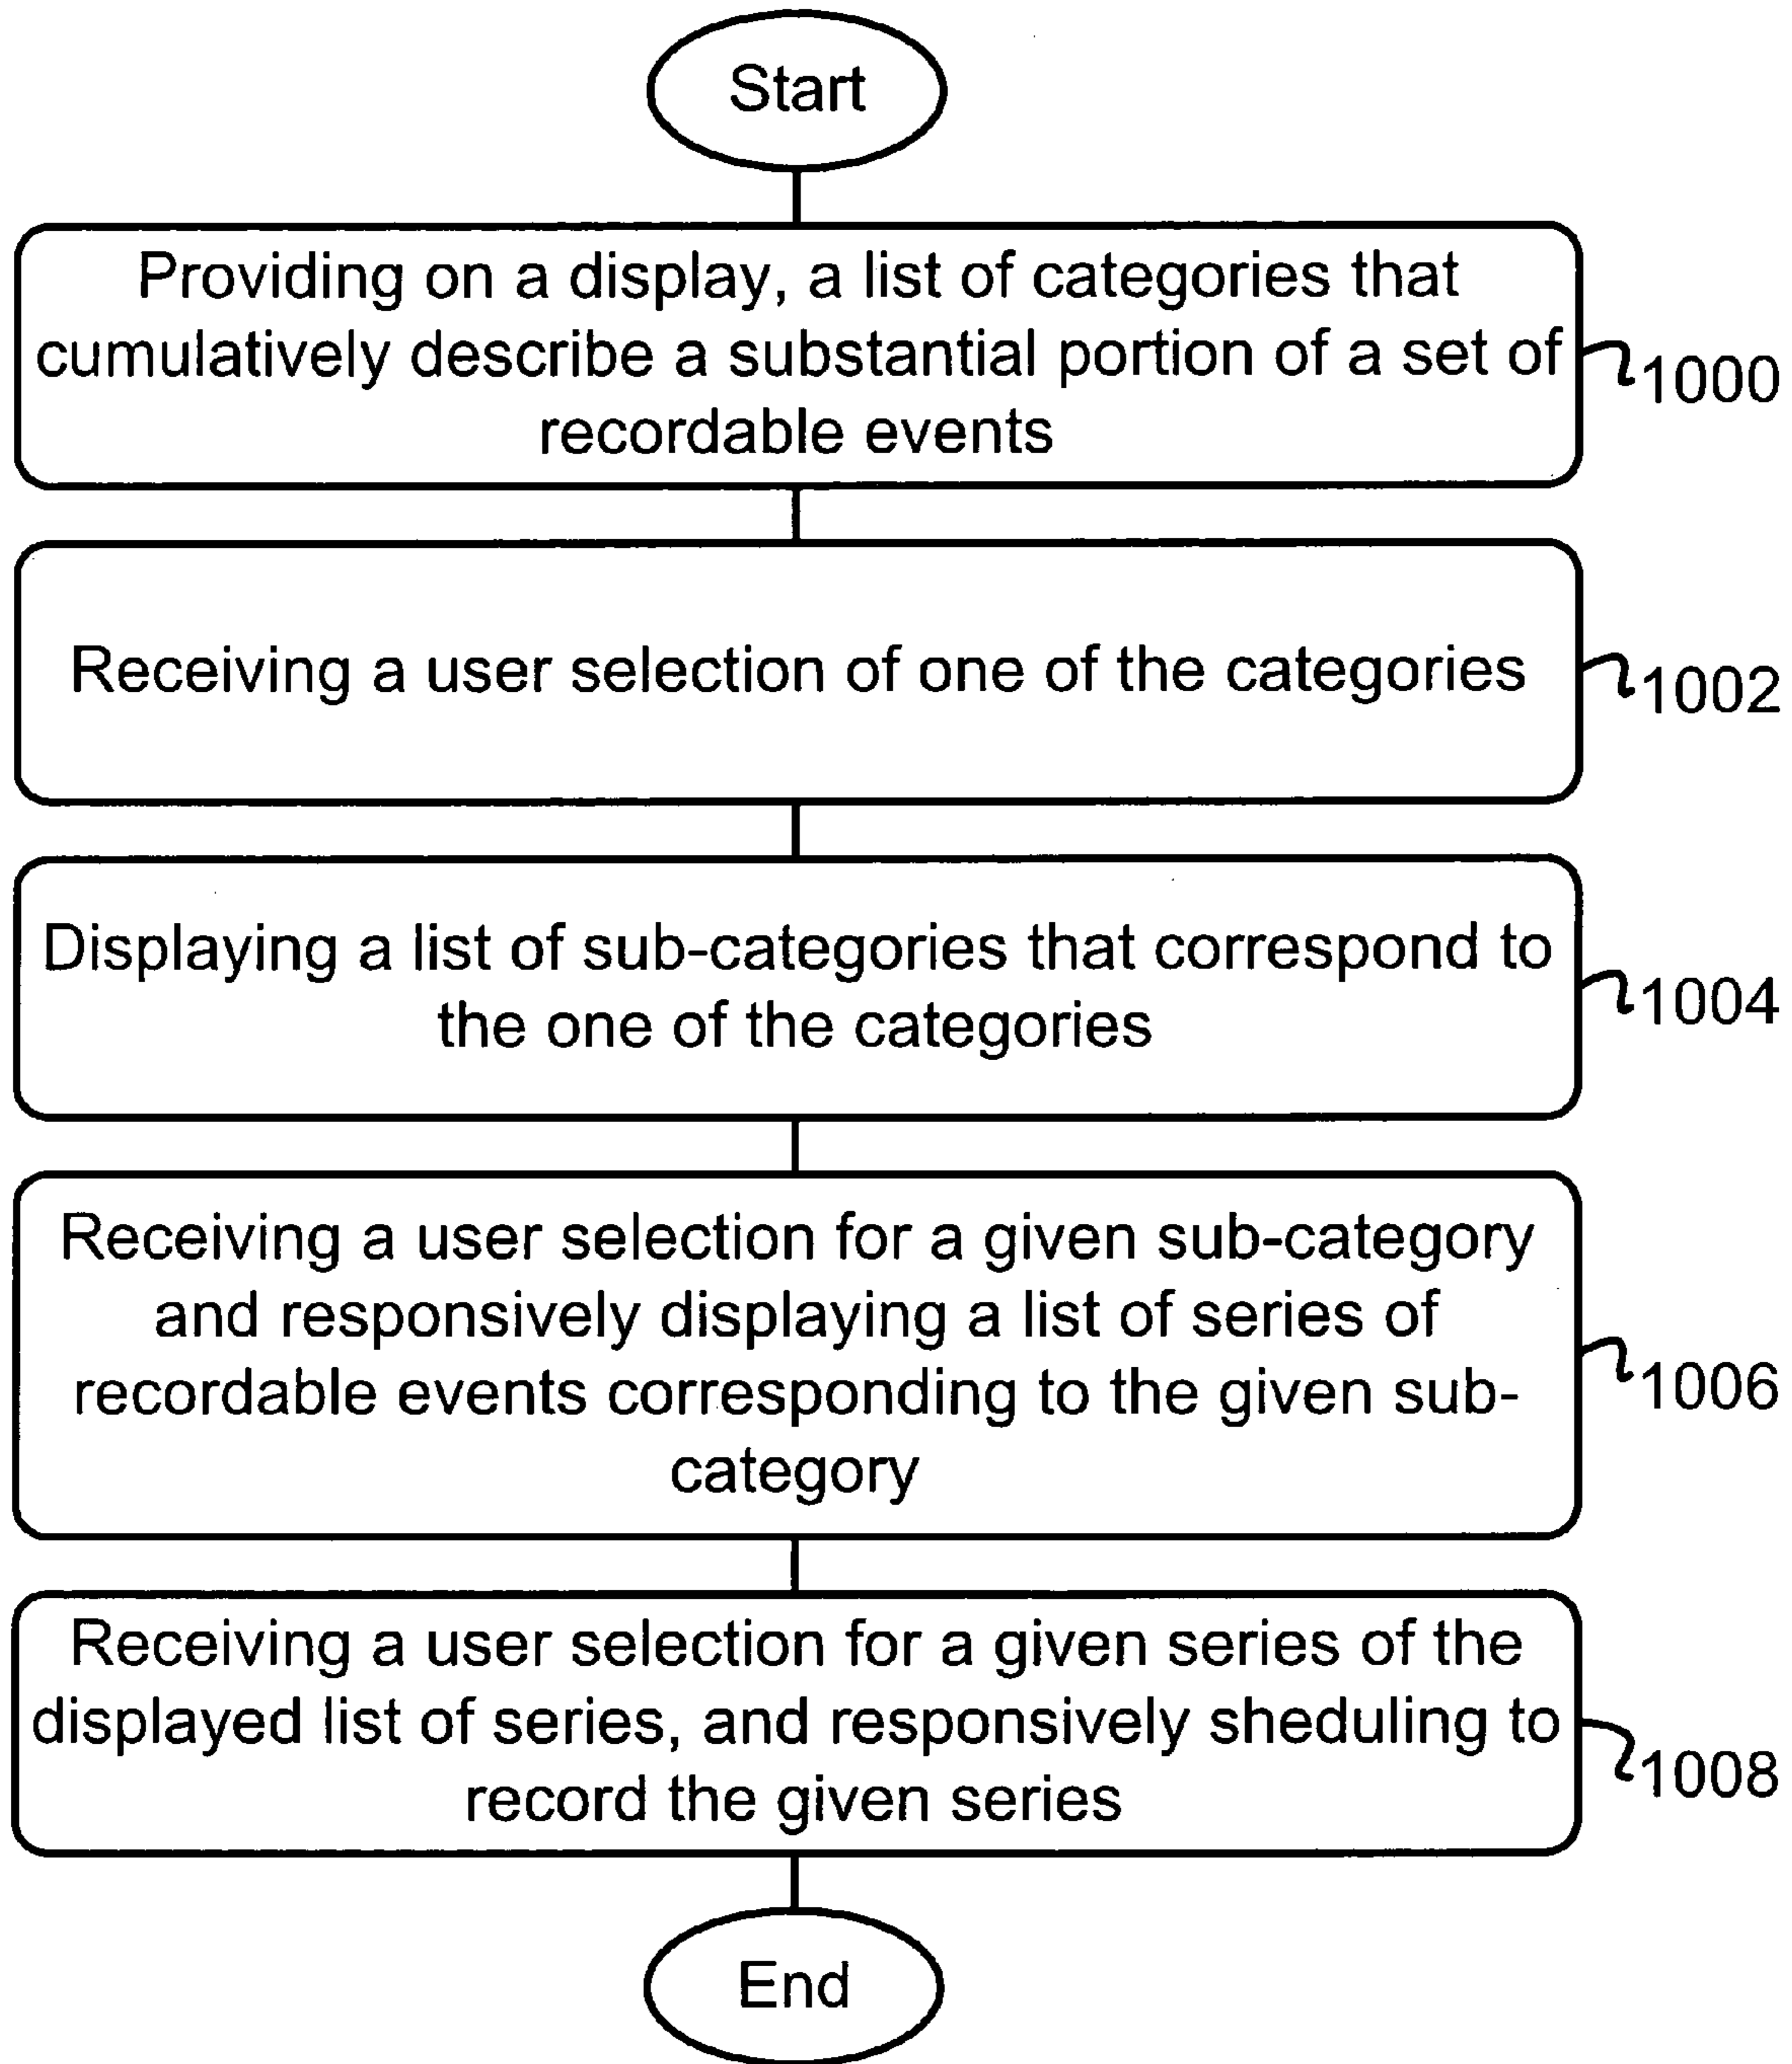 Start
Providing on a display, a list of categories that
cumulatively describe a substantial portion of a set of
recordable events
1000
Receiving a user selection of one of the categories
1002
Displaying a list of sub-categories that correspond to
the one of the categories
1004
Receiving a user selection for a given sub-category
and responsively displaying a list of series of
recordable events corresponding to the given sub-
category
1006
Receiving a user selection for a given series of the
displayed list of series, and responsively sheduling to
record the given series
1008
End